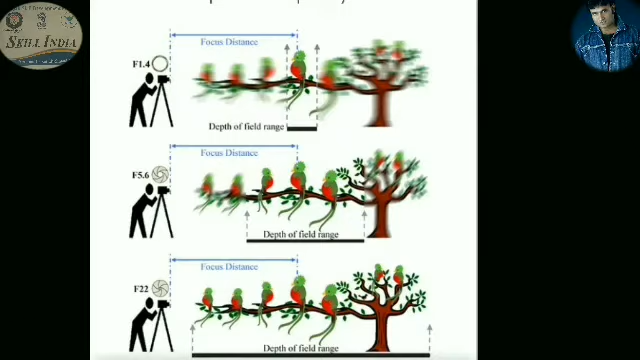 Skill India
Focus Distance
F1.4
Depth of field range
Focus Distance
F5.6
Depth of field range
Focus Distance
F22
Depth of field range